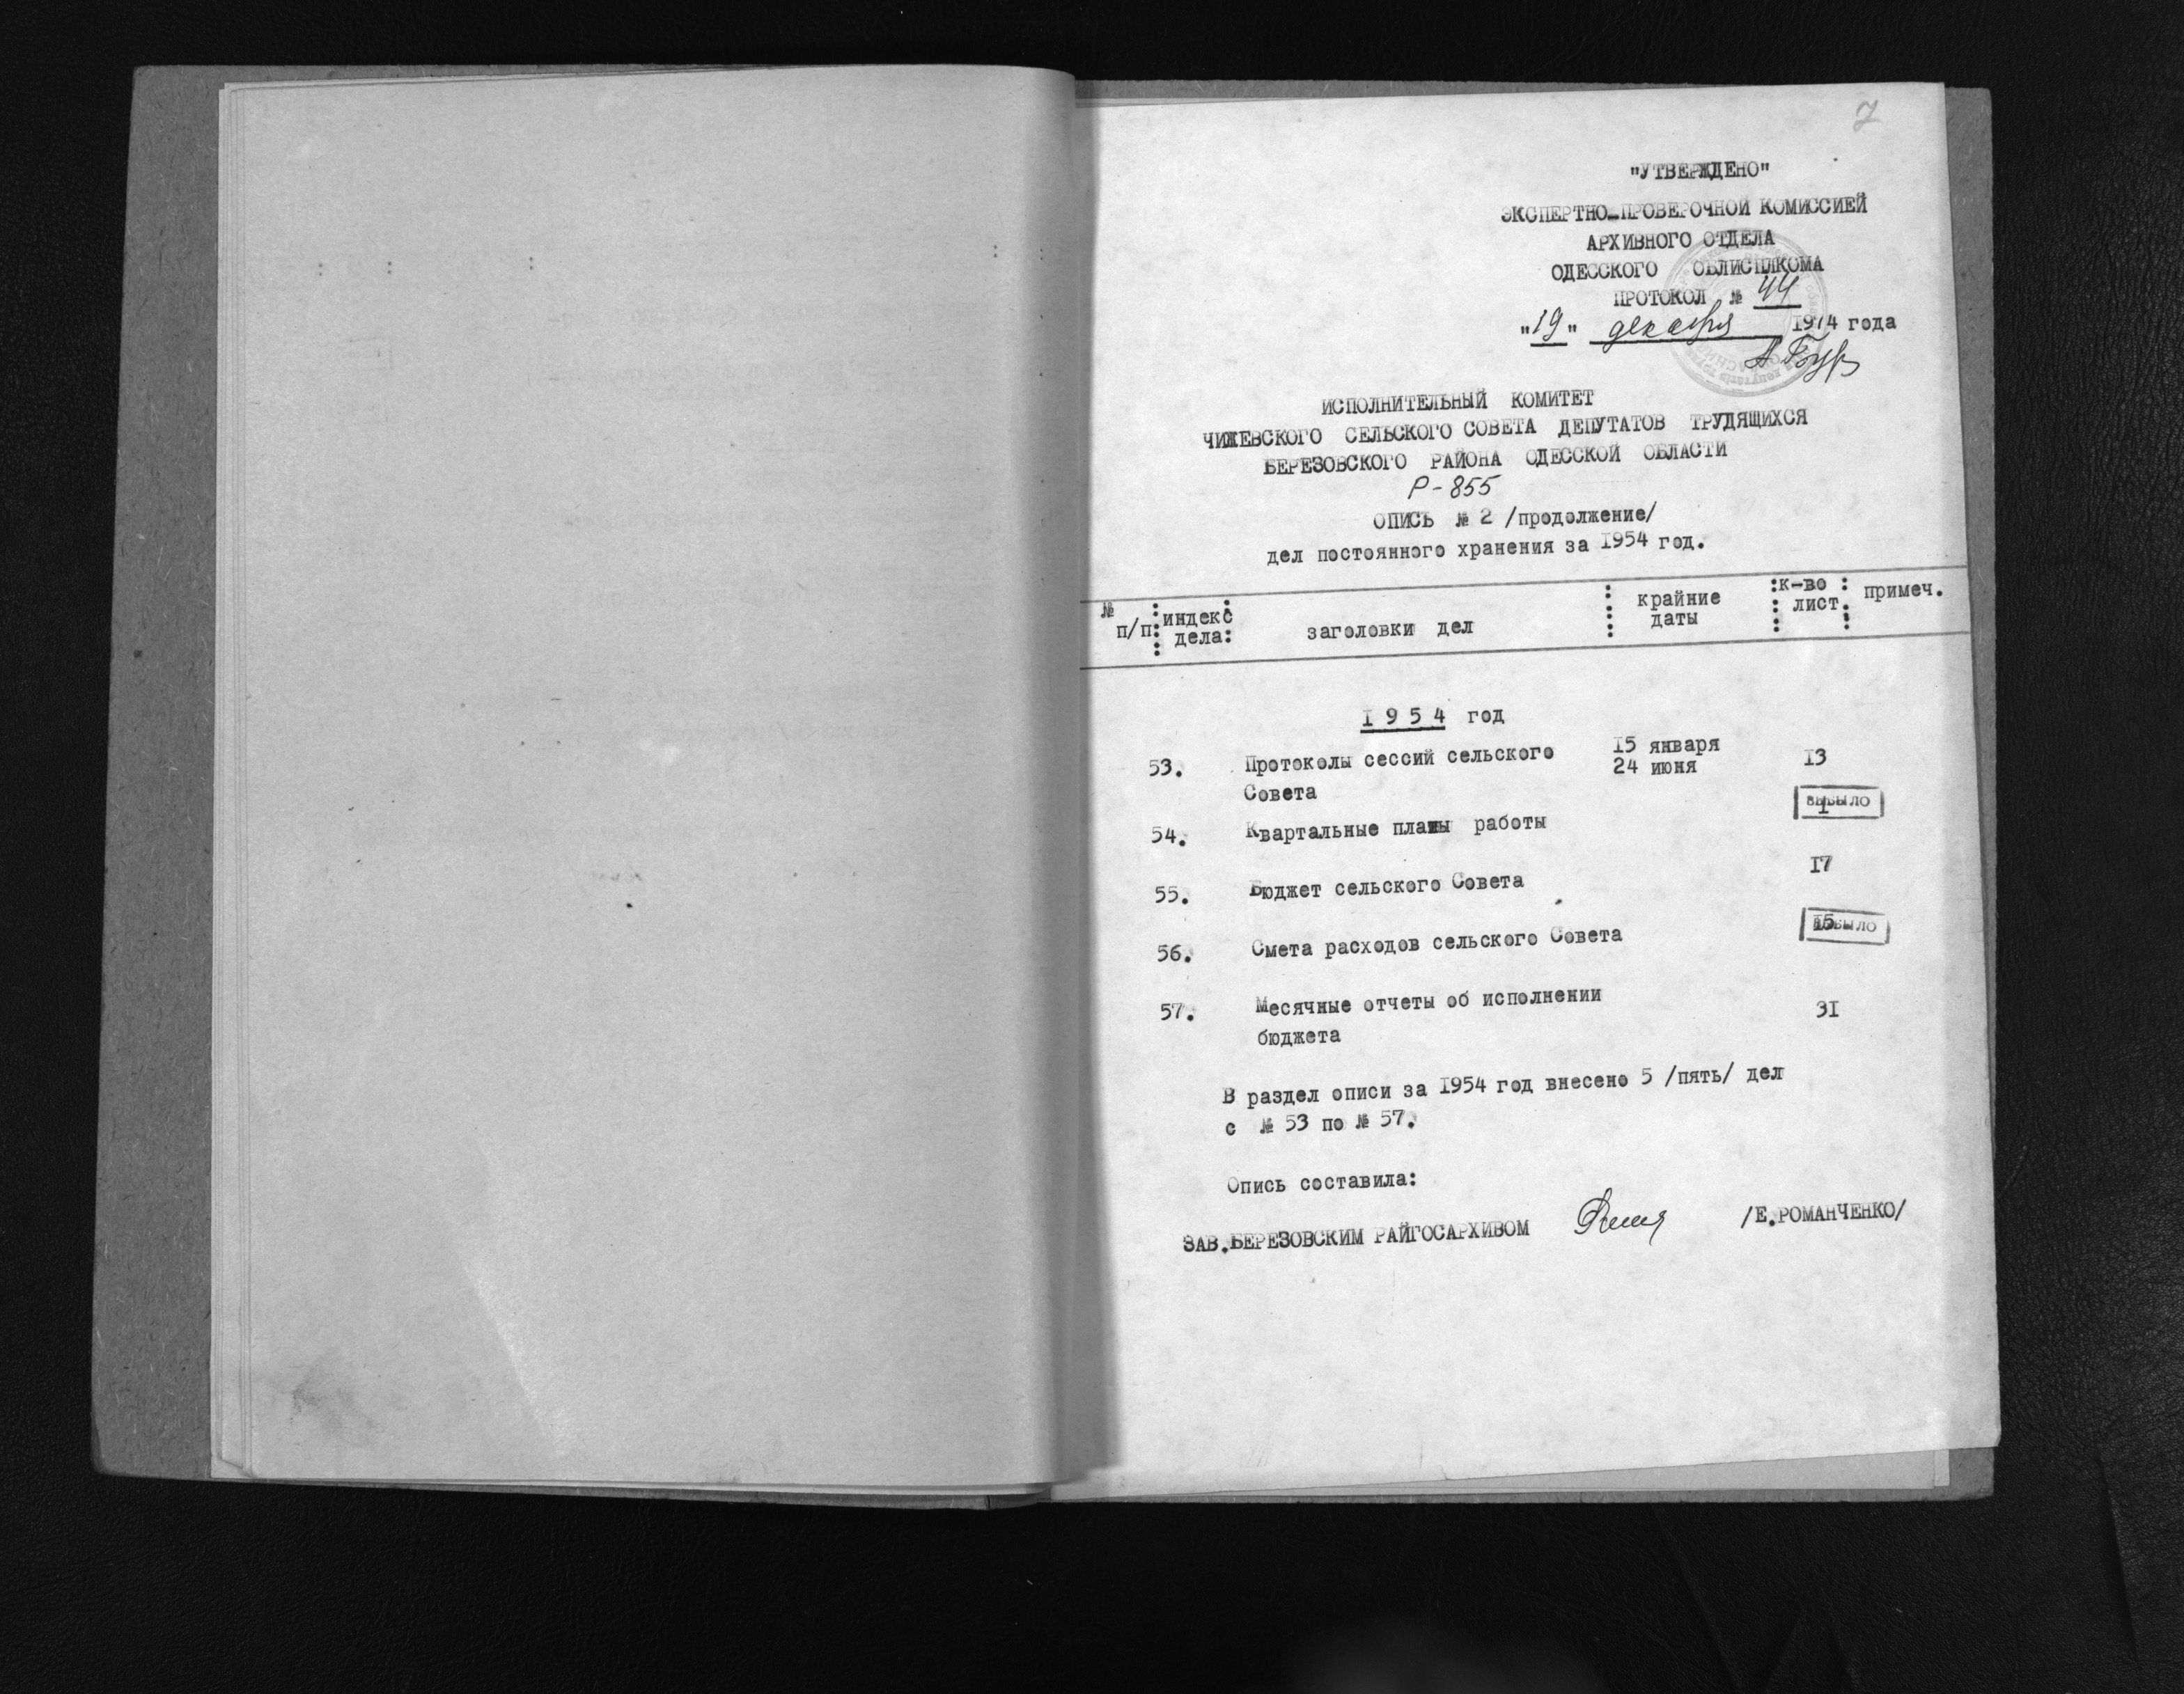 7
"УТВЕРЖДЕНО"
ЭКСПЕРТНО-ПРОВЕРОЧНОЙ КОМИССИЕЙ
АРХИВНОГО ОТДЕЛА
ОДЕССКОГО ОБЛИСПОЛКОМА
ПРОТОКОЛ № 44
"19" декабря 1974 года
ИСПОЛНИТЕЛЬНЫЙ КОМИТЕТ
ЧИЖЕВСКОГО СЕЛЬСКОГО СОВЕТА ДЕПУТАТОВ ТРУДЯЩИХСЯ
БЕРЕЗОВСКОГО РАЙОНА ОДЕССКОЙ ОБЛАСТИ
Р-855
ОПИСЬ № 2 /продолжение/
дел постоянного хранения за 1954 год.
№ п/п : индекс дела : заголовки дел : крайние даты : к-во лист. : примеч.
1954 год
53. Протоколы сессий сельского 15 января 13
Совета 24 июня
54. Квартальные планы работы 1 ВЫБЫЛО
55. Бюджет сельского Совета 17
56. Смета расходов сельского Совета 15 ВЫБЫЛО
57. Месячные отчеты об исполнении 31
бюджета
В раздел описи за 1954 год внесено 5 /пять/ дел
с № 53 по № 57.
Опись составила:
ЗАВ.БЕРЕЗОВСКИМ РАЙГОСАРХИВОМ /Е.РОМАНЧЕНКО/